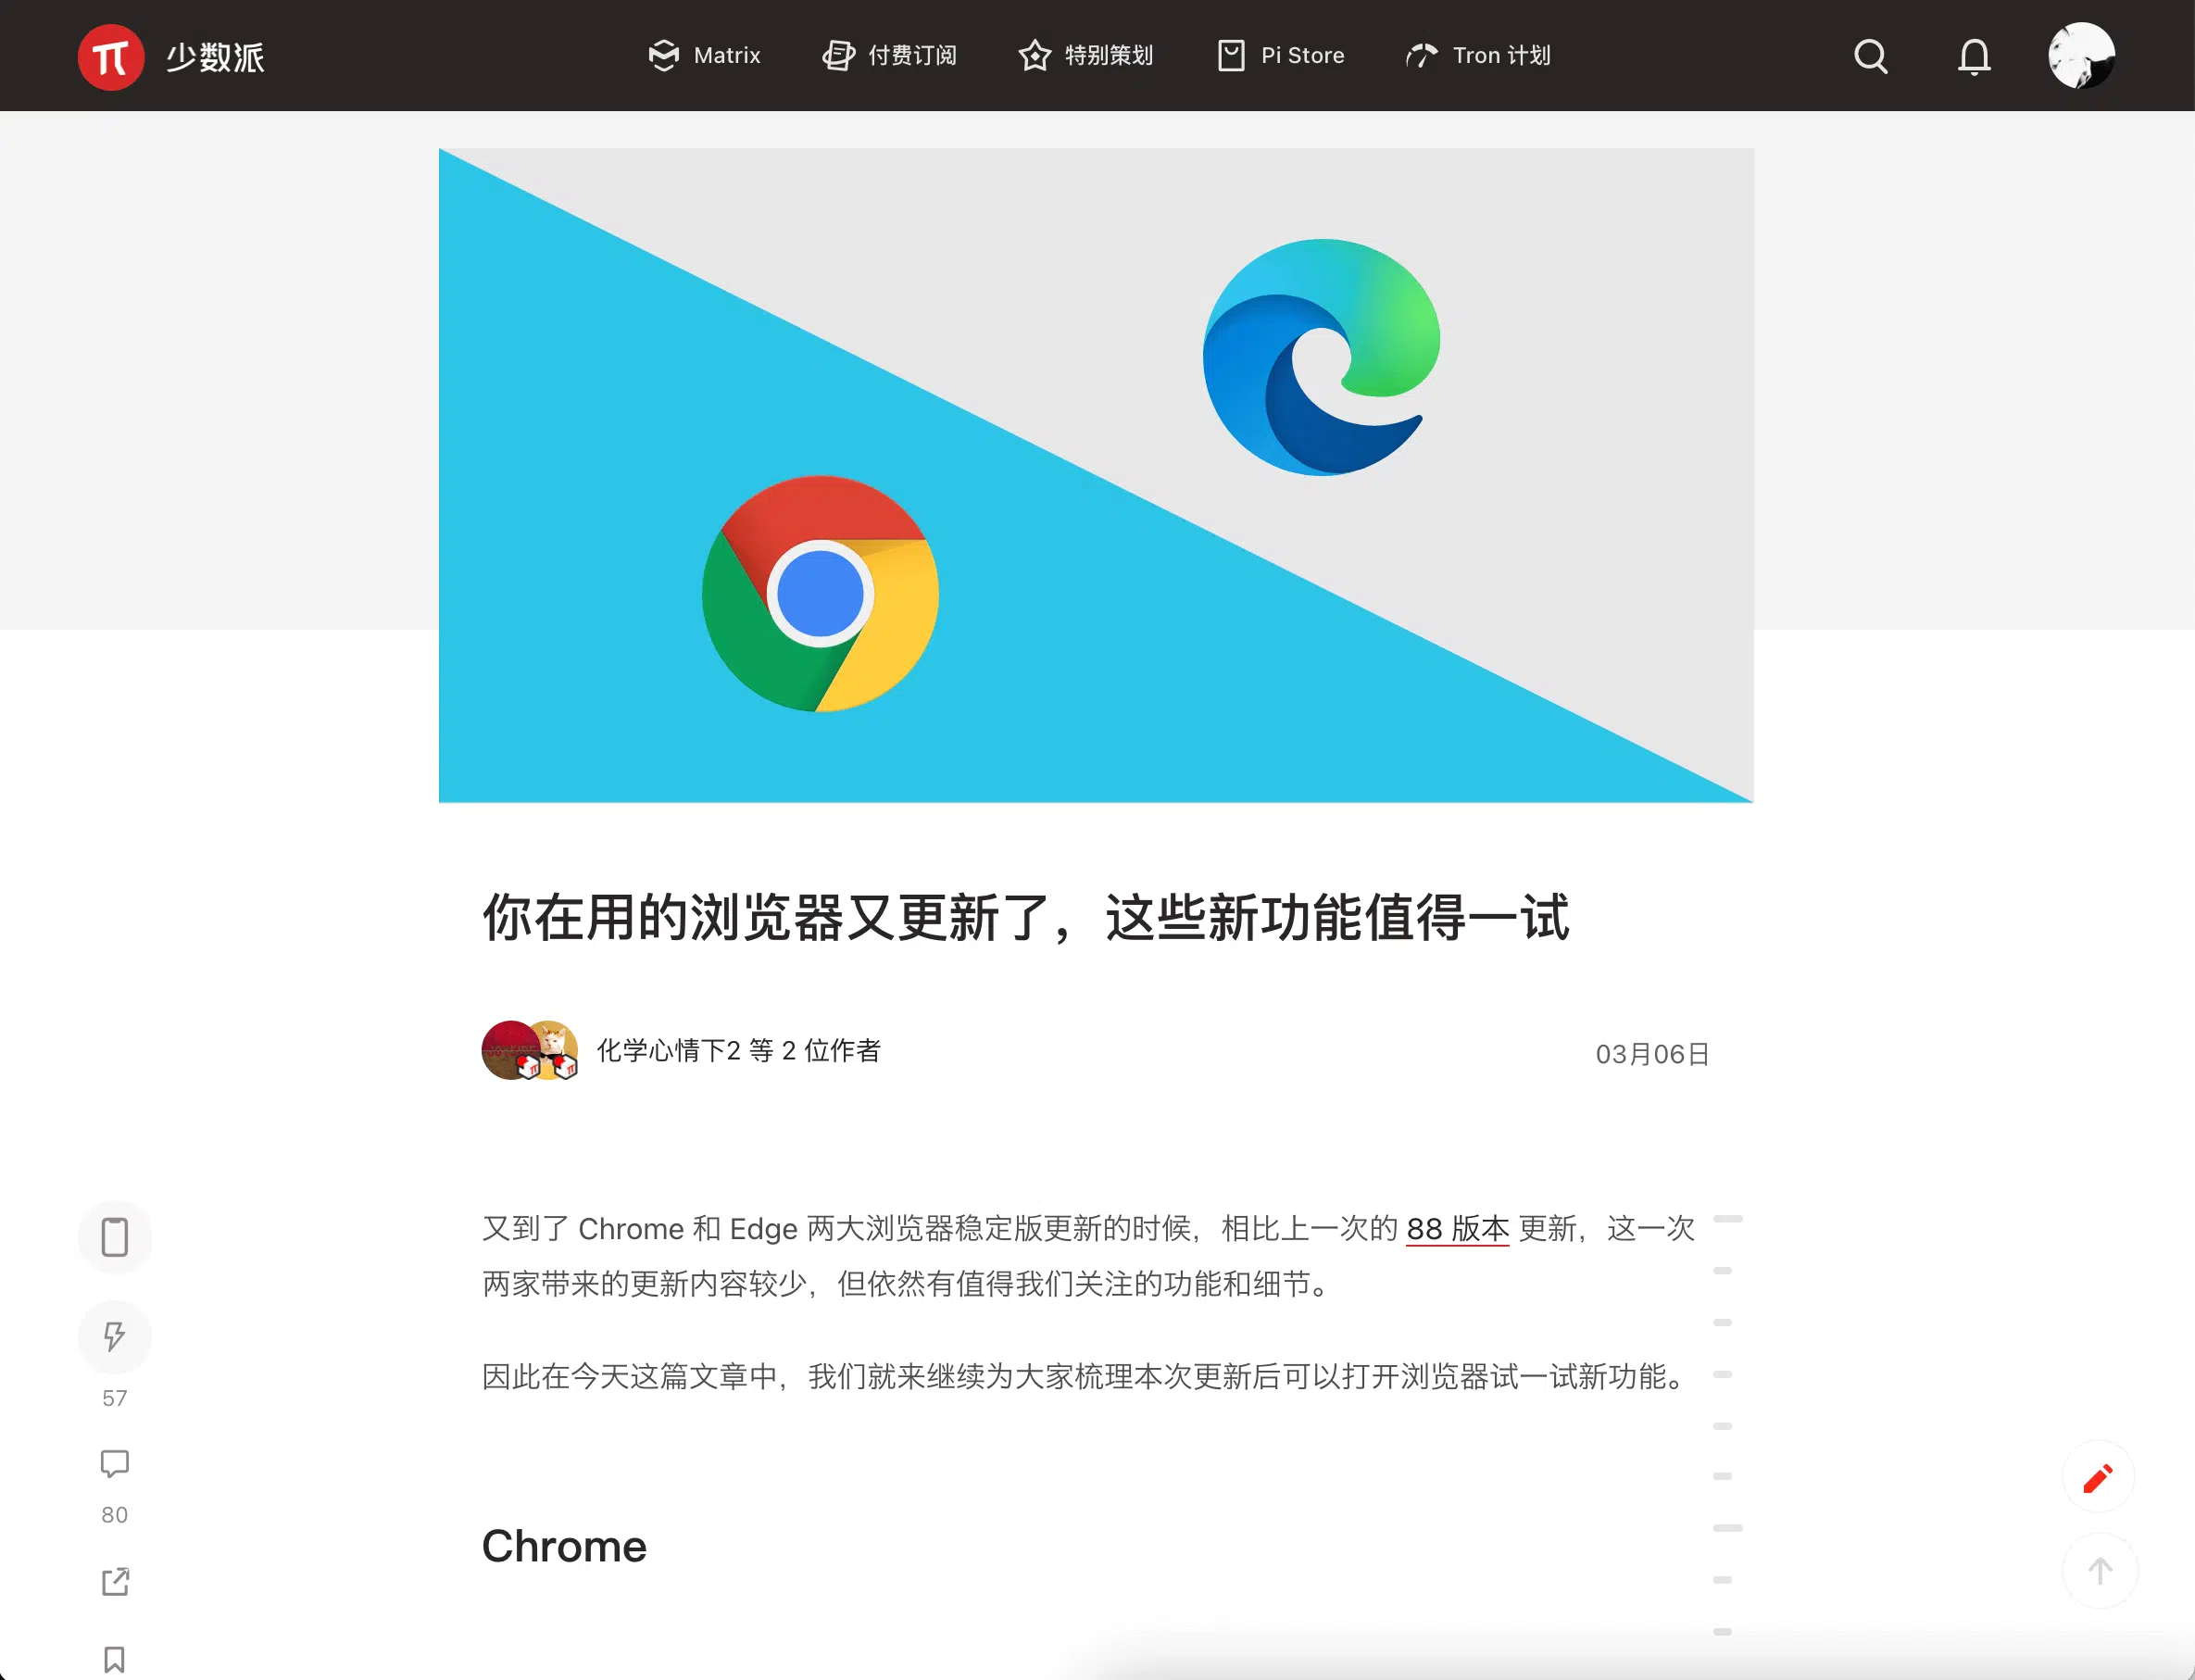 少数派
Matrix
付费订阅
特别策划
Pi Store
Tron 计划
你在用的浏览器又更新了，这些新功能值得一试
化学心情下2 等 2 位作者
03月06日
又到了 Chrome 和 Edge 两大浏览器稳定版更新的时候，相比上一次的 88 版本 更新，这一次
两家带来的更新内容较少，但依然有值得我们关注的功能和细节。
因此在今天这篇文章中，我们就来继续为大家梳理本次更新后可以打开浏览器试一试新功能。
57
80
Chrome